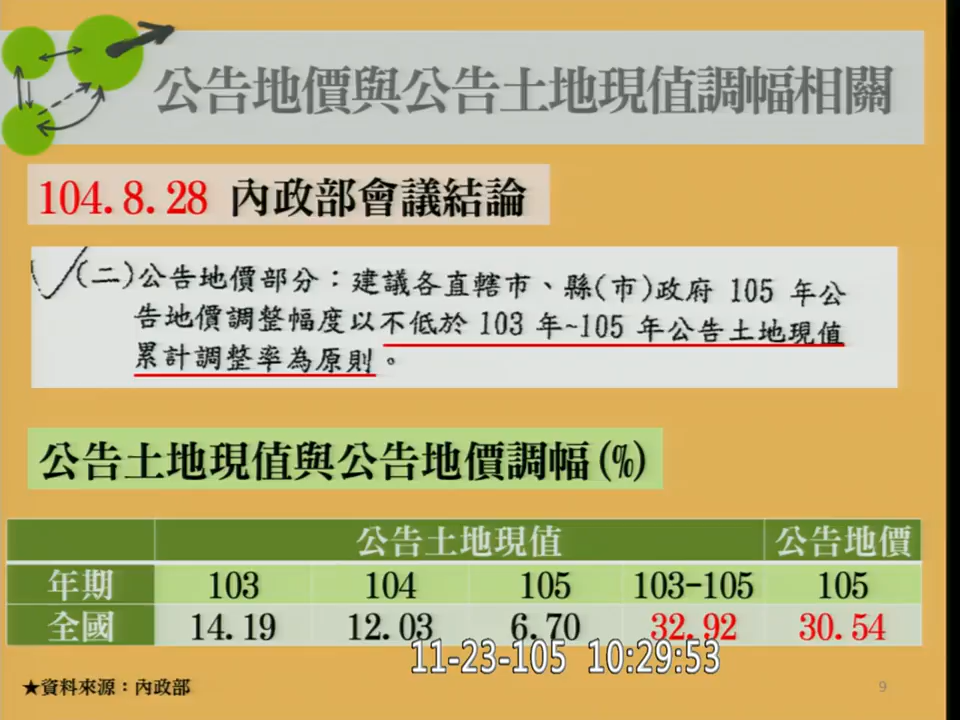 公告地價與公告土地現值調幅相關
104.8.28 內政部會議結論
(二)公告地價部分：建議各直轄市、縣(市)政府 105 年公
告地價調整幅度以不低於 103 年~105 年公告土地現值
累計調整率為原則。
公告土地現值與公告地價調幅(%)
公告土地現值 公告地價
年期 103 104 105 103-105 105
全國 14.19 12.03 6.70 32.92 30.54
11-23-105 10:29:53
★資料來源：內政部 9